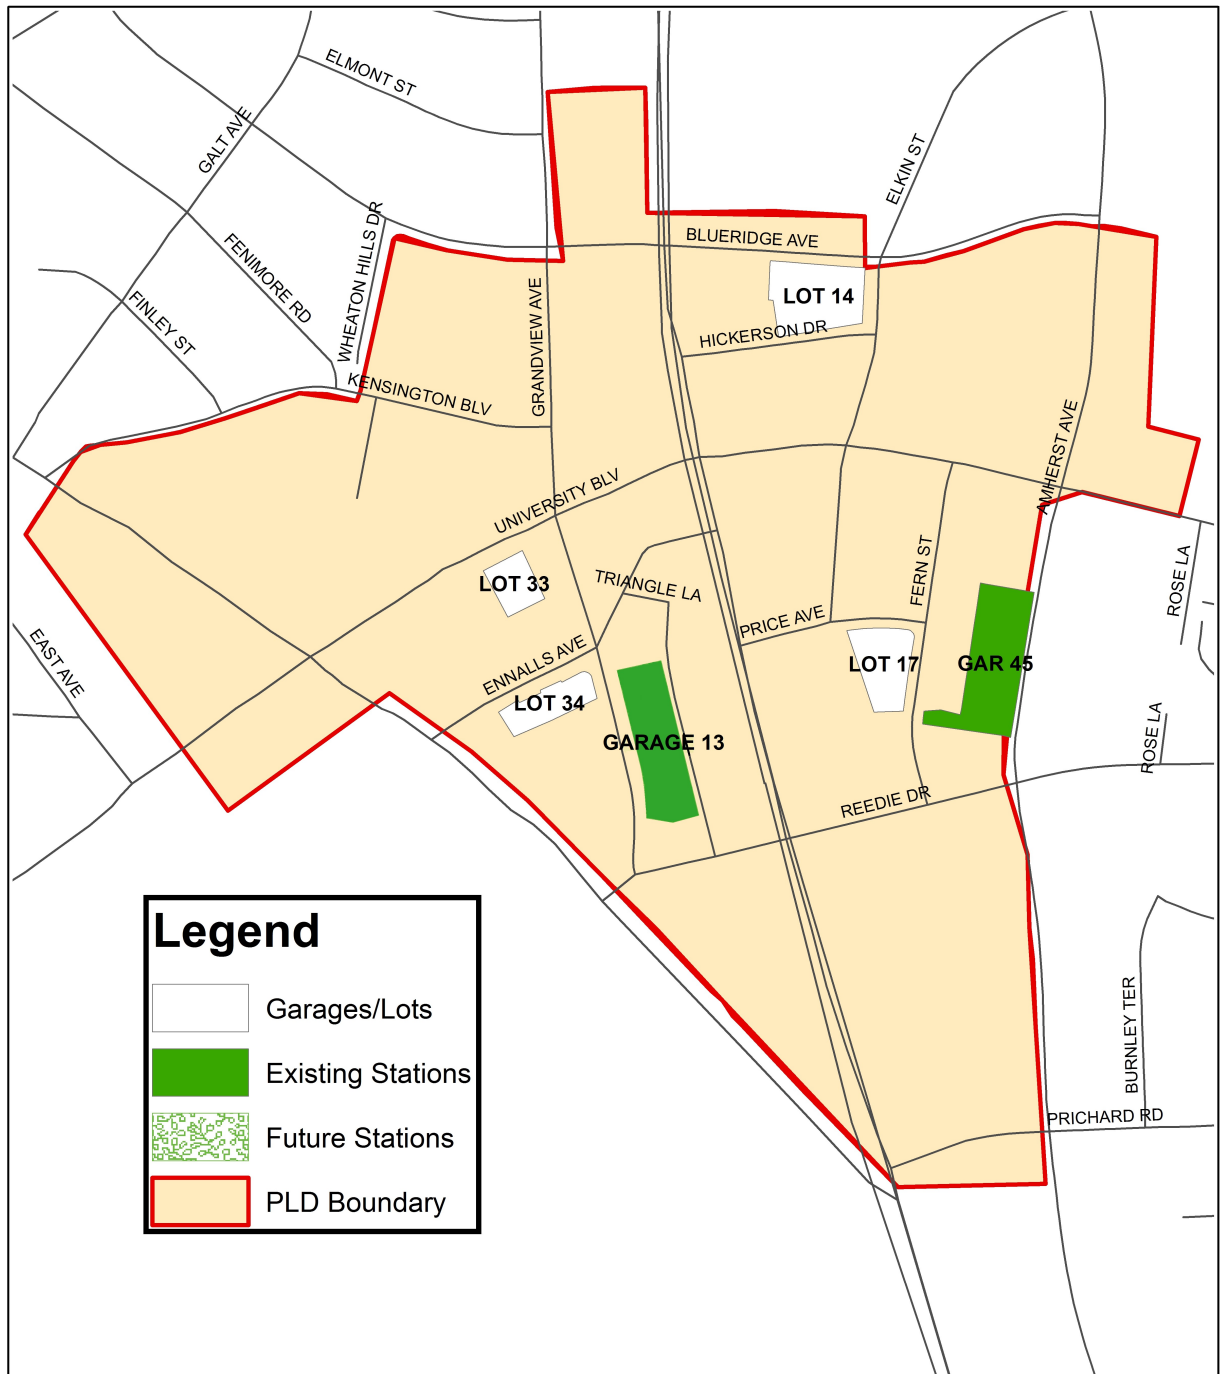 ELMONT ST
GALT AVE
ELKIN ST
WHEATON HILLS DR
FENIMORE RD
BLUERIDGE AVE
FINLEY ST
GRANDVIEW AVE
LOT 14
HICKERSON DR
KENSINGTON BLV
AMHERST AVE
UNIVERSITY BLV
LOT 33
TRIANGLE LA
FERN ST
ROSE LA
PRICE AVE
EAST AVE
ENNALLS AVE
LOT 17
GAR 45
LOT 34
GARAGE 13
ROSE LA
REEDIE DR
Legend
Garages/Lots
Existing Stations
Future Stations
PLD Boundary
BURNLEY TER
PRICHARD RD